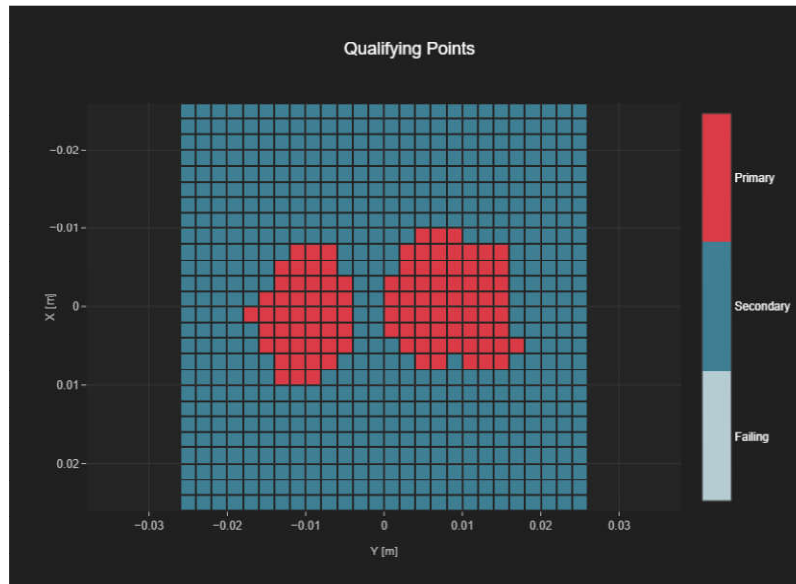 Qualifying Points
Primary
Secondary
Failing
X [m]
−0.02
−0.01
0
0.01
0.02
−0.03
−0.02
−0.01
0
0.01
0.02
0.03
Y [m]